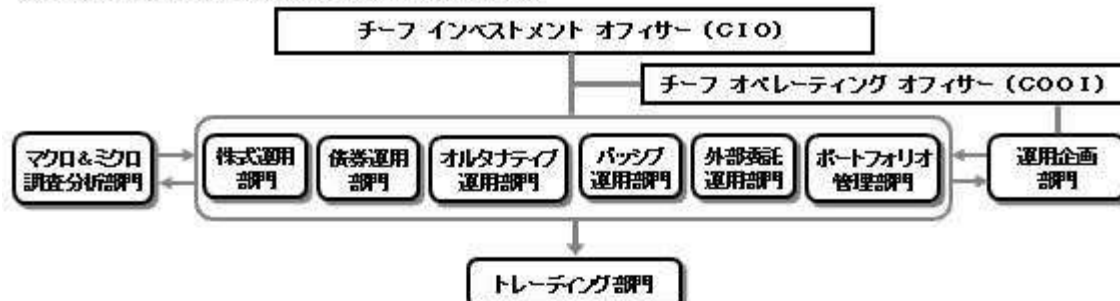 チーフ インベストメント オフィサー (CIO)
チーフ オペレーティング オフィサー (COOI)
マクロ&ミクロ
調査分析部門
株式運用
部門
債券運用
部門
オルタナティブ
運用部門
パッシブ
運用部門
外部委託
運用部門
ポートフォリオ
管理部門
運用企画
部門
トレーディング部門